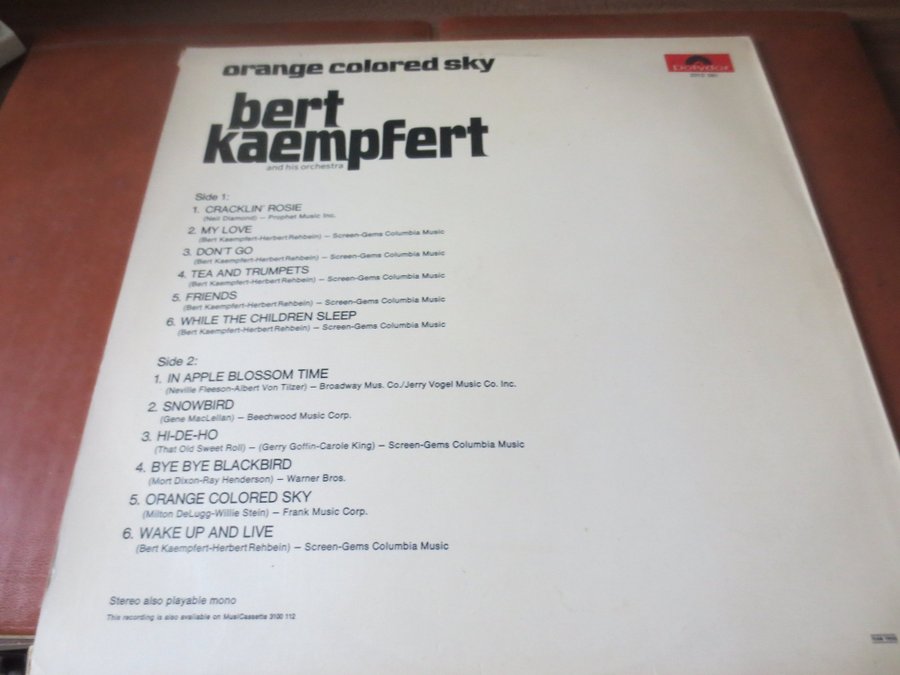 orange colored sky
Polydor
bert
kaempfert
and his orchestra
Side 1:
1. CRACKLIN' ROSIE
(Neil Diamond) – Prophet Music Inc.
2. MY LOVE
(Bert Kaempfert-Herbert Rehbein) – Screen-Gems Columbia Music
3. DON'T GO
(Bert Kaempfert-Herbert Rehbein) – Screen-Gems Columbia Music
4. TEA AND TRUMPETS
(Bert Kaempfert-Herbert Rehbein) – Screen-Gems Columbia Music
5. FRIENDS
(Bert Kaempfert-Herbert Rehbein) – Screen-Gems Columbia Music
6. WHILE THE CHILDREN SLEEP
(Bert Kaempfert-Herbert Rehbein) – Screen-Gems Columbia Music
Side 2:
1. IN APPLE BLOSSOM TIME
(Neville Fleeson-Albert Von Tilzer) – Broadway Mus. Co./Jerry Vogel Music Co. Inc.
2. SNOWBIRD
(Gene MacLellan) – Beechwood Music Corp.
3. HI-DE-HO
(That Old Sweet Roll) – (Gerry Goffin-Carole King) – Screen-Gems Columbia Music
4. BYE BYE BLACKBIRD
(Mort Dixon-Ray Henderson) – Warner Bros.
5. ORANGE COLORED SKY
(Milton DeLugg-Willie Stein) – Frank Music Corp.
6. WAKE UP AND LIVE
(Bert Kaempfert-Herbert Rehbein) – Screen-Gems Columbia Music
Stereo also playable mono
This recording is also available on MusiCassette 3100 112